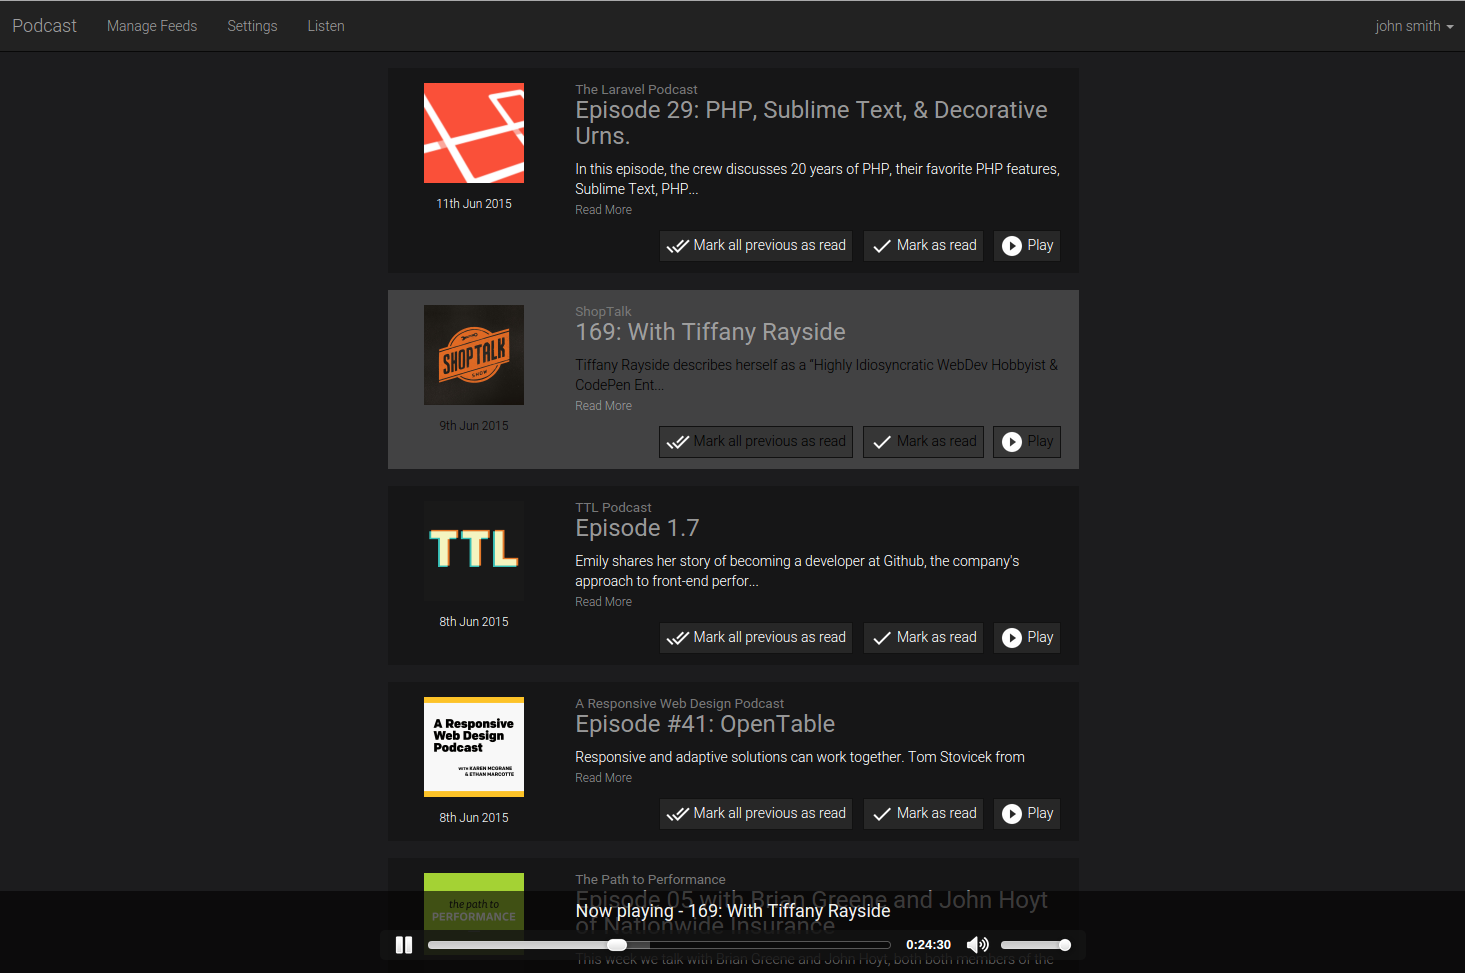 Podcast
Manage Feeds
Settings
Listen
john smith
The Laravel Podcast
Episode 29: PHP, Sublime Text, & Decorative
Urns.
In this episode, the crew discusses 20 years of PHP, their favorite PHP features,
Sublime Text, PHP...
Read More
11th Jun 2015
Mark all previous as read
Mark as read
Play
SHOP TALK
SHOW
9th Jun 2015
ShopTalk
169: With Tiffany Rayside
Tiffany Rayside describes herself as a “Highly Idiosyncratic WebDev Hobbyist &
CodePen Ent...
Read More
Mark all previous as read
Mark as read
Play
TTL
8th Jun 2015
TTL Podcast
Episode 1.7
Emily shares her story of becoming a developer at Github, the company's
approach to front-end perfor...
Read More
Mark all previous as read
Mark as read
Play
A Responsive
Web Design
Podcast
WITH KAREN MCGRANE
& ETHAN MARCOTTE
8th Jun 2015
A Responsive Web Design Podcast
Episode #41: OpenTable
Responsive and adaptive solutions can work together. Tom Stovicek from
Read More
Mark all previous as read
Mark as read
Play
the path to
PERFORMANCE
The Path to Performance
Episode 05 with Brian Greene and John Hoyt
of Nationwide Insurance
This week we talk with Brian Greene and John Hoyt, both both members of the
Now playing - 169: With Tiffany Rayside
0:24:30